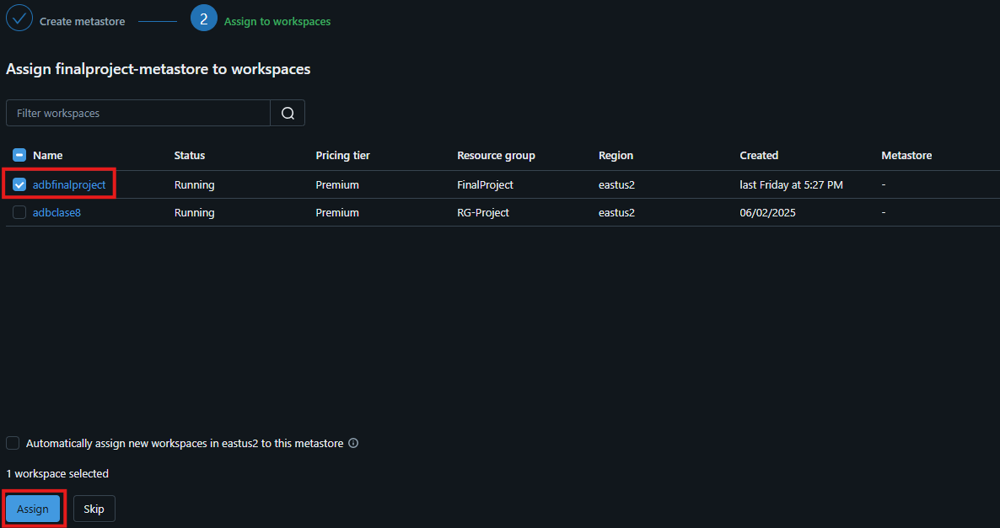 Create metastore 2 Assign to workspaces
Assign finalproject-metastore to workspaces
Filter workspaces
Name Status Pricing tier Resource group Region Created Metastore
adbfinalproject Running Premium FinalProject eastus2 last Friday at 5:27 PM -
adbclase8 Running Premium RG-Project eastus2 06/02/2025 -
Automatically assign new workspaces in eastus2 to this metastore
1 workspace selected
Assign Skip